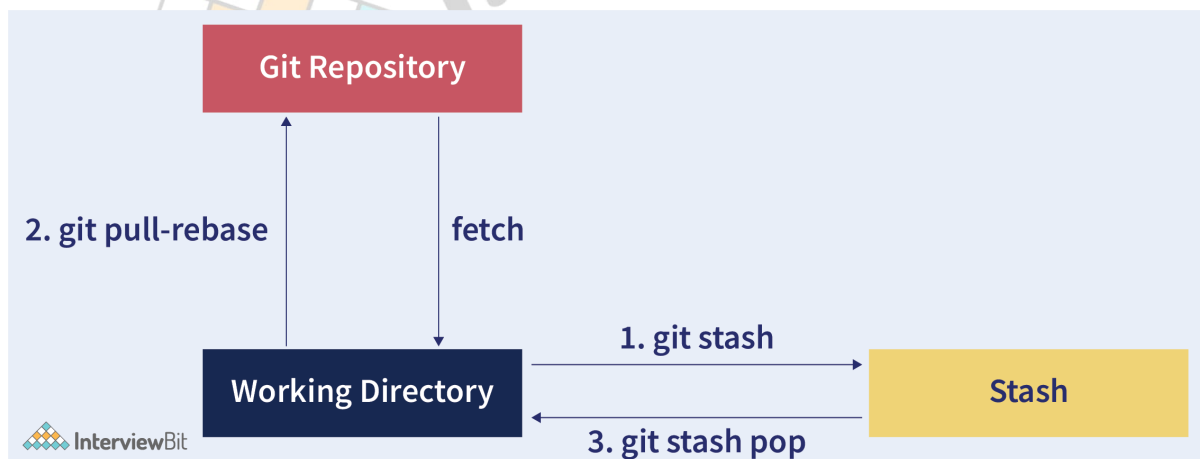 Git Repository
2. git pull-rebase
fetch
1. git stash
Working Directory
Stash
3. git stash pop
InterviewBit